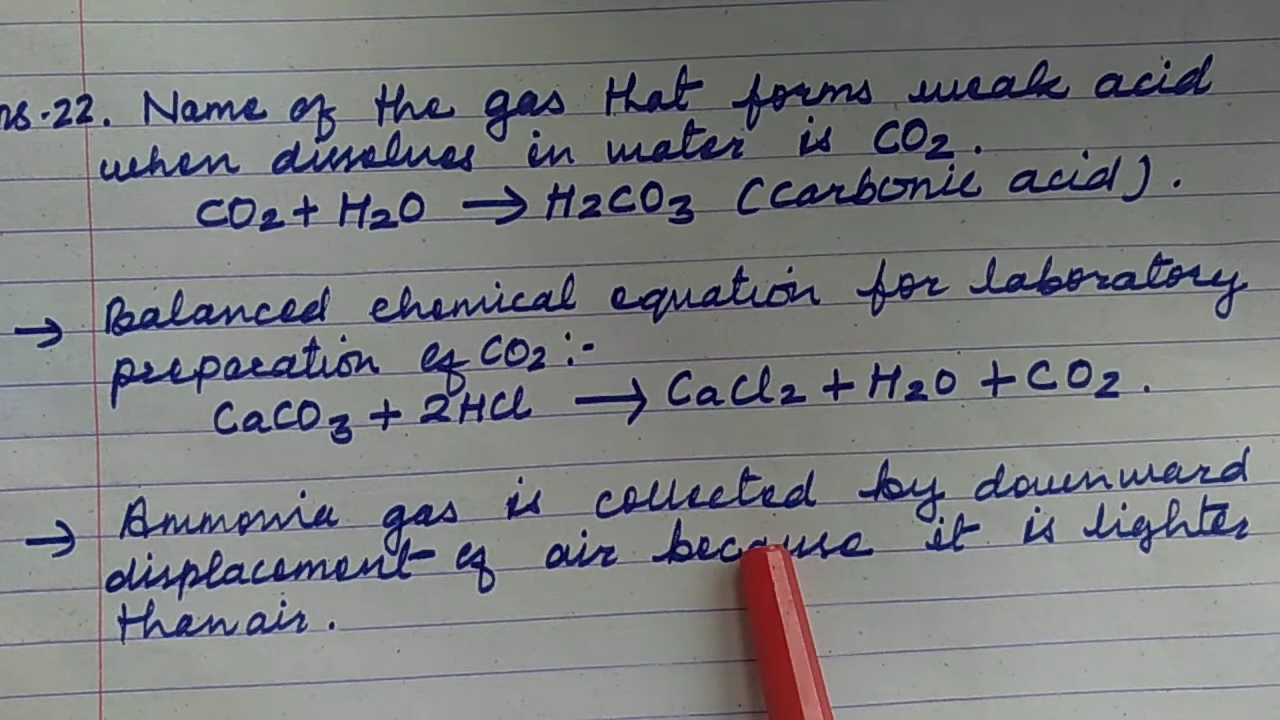 ns.22. Name of the gas that forms weak acid
when dissolves in water is CO2.
CO2 + H2O → H2CO3 (Carbonic acid).
→ Balanced chemical equation for laboratory
preparation of CO2 :-
CaCO3 + 2HCl → CaCl2 + H2O + CO2.
→ Ammonia gas is collected by downward
displacement of air because it is lighter
than air.